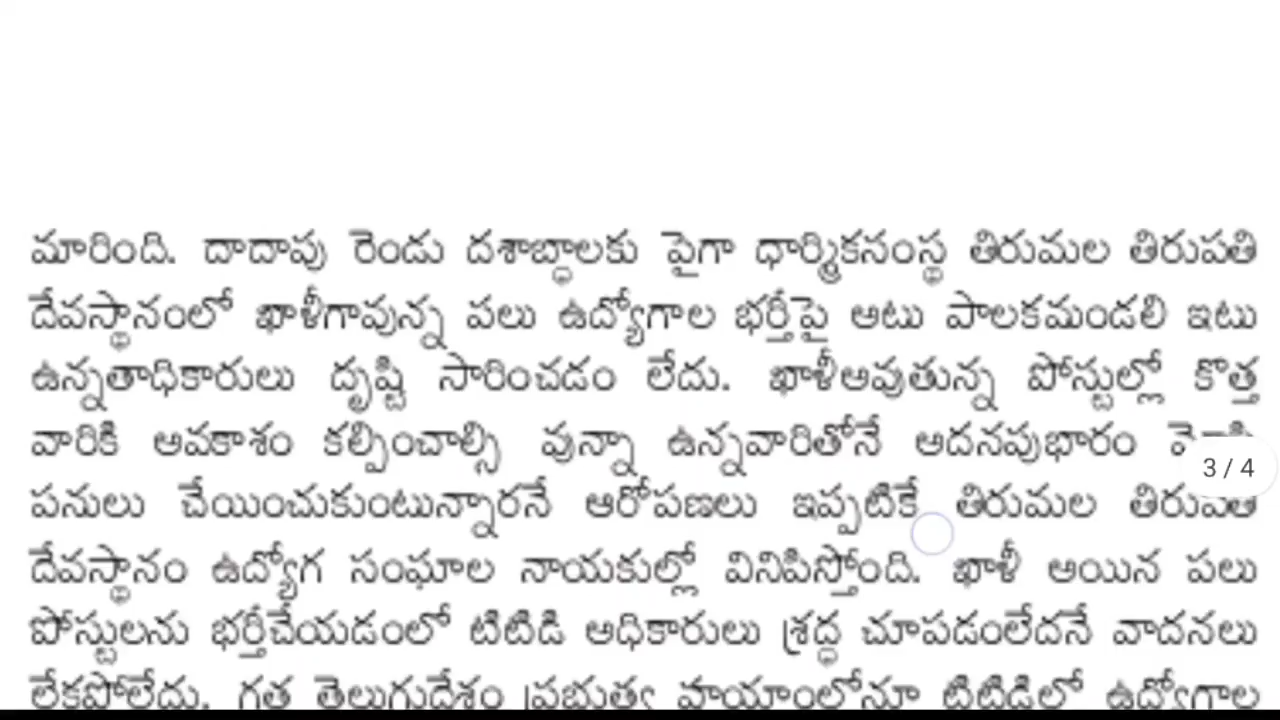 మారింది. దాదాపు రెండు దశాబ్దాలకు పైగా ధార్మికసంస్థ తిరుమల తిరుపతి
దేవస్థానంలో ఖాళీగావున్న పలు ఉద్యోగాల భర్తీపై అటు పాలకమండలి ఇటు
ఉన్నతాధికారులు దృష్టి సారించడం లేదు. ఖాళీఅవుతున్న పోస్టుల్లో కొత్త
వారికి అవకాశం కల్పించాల్సి వున్నా ఉన్నవారితోనే అదనపుభారం
3 / 4
పనులు చేయించుకుంటున్నారనే ఆరోపణలు ఇప్పటికే తిరుమల తిరుపతి
దేవస్థానం ఉద్యోగ సంఘాల నాయకుల్లో వినిపిస్తోంది. ఖాళీ అయిన పలు
పోస్టులను భర్తీచేయడంలో టిటిడి అధికారులు శ్రద్ధ చూపడంలేదనే వాదనలు
లేకపోలేదు. గత తెలుగుదేశం ప్రభుత్వ హయాంలోనూ టిటిడిలో ఉద్యోగాల